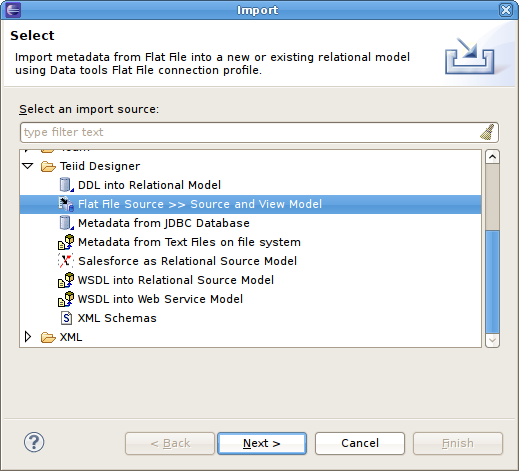 Import
Select
Import metadata from Flat File into a new or existing relational model
using Data tools Flat File connection profile.
Select an import source:
type filter text
Team
Teiid Designer
DDL into Relational Model
Flat File Source >> Source and View Model
Metadata from JDBC Database
Metadata from Text Files on file system
Salesforce as Relational Source Model
WSDL into Relational Source Model
WSDL into Web Service Model
XML Schemas
XML
< Back
Next >
Cancel
Finish